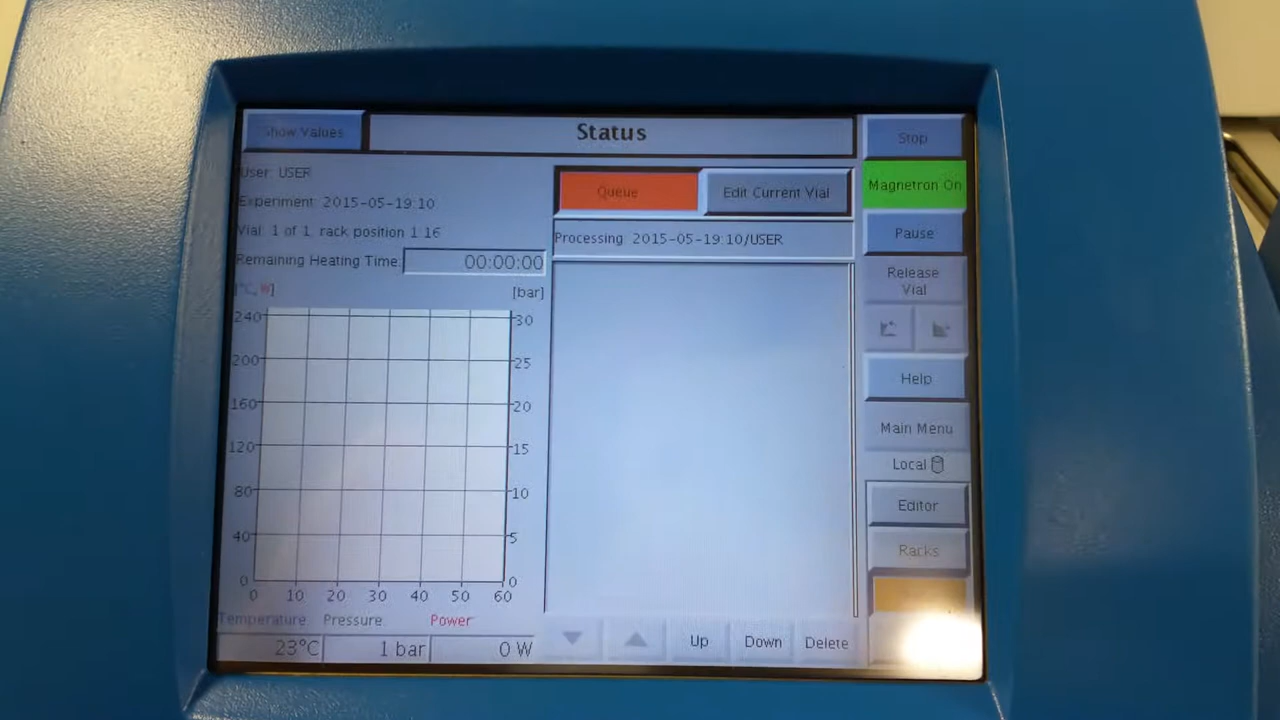 Show Values
Status
Stop
User: USER
Queue
Edit Current Vial
Magnetron On
Experiment: 2015-05-19:10
Vial: 1 of 1, rack position 1:16
Processing: 2015-05-19:10/USER
Pause
Remaining Heating Time: 00:00:00
Release
Vial
[°C, W]
[bar]
240
200
160
120
80
40
0
30
25
20
15
10
5
0
0 10 20 30 40 50 60
Help
Main Menu
Local
Editor
Racks
Temperature: Pressure: Power
23°C 1 bar 0 W
Up
Down
Delete